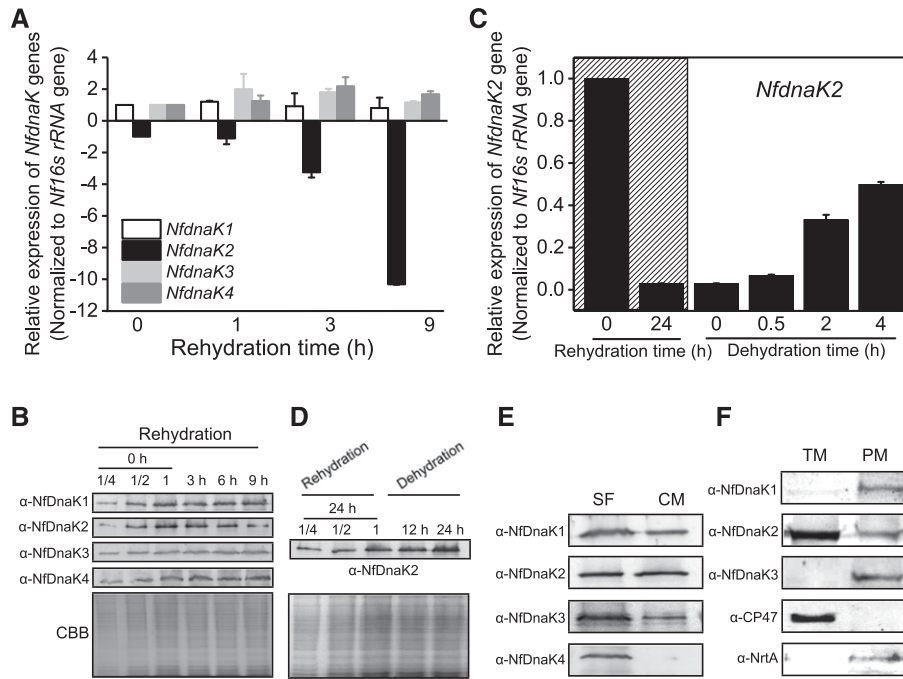 A
Relative expression of NfdnaK genes
(Normalized to Nf16s rRNA gene)
4
2
0
-2
-4
-6
-8
-10
-12
NfdnaK1
NfdnaK2
NfdnaK3
NfdnaK4
0 1 3 9
Rehydration time (h)
C
Relative expression of NfdnaK2 gene
(Normalized to Nf16s rRNA gene)
1.0
0.8
0.6
0.4
0.2
0.0
NfdnaK2
0 24 0 0.5 2 4
Rehydration time (h) Dehydration time (h)
B
Rehydration
0 h
1/4 1/2 1 3 h 6 h 9 h
α-NfDnaK1
α-NfDnaK2
α-NfDnaK3
α-NfDnaK4
CBB
D
Rehydration
Dehydration
24 h
1/4 1/2 1 12 h 24 h
α-NfDnaK2
E
SF CM
α-NfDnaK1
α-NfDnaK2
α-NfDnaK3
α-NfDnaK4
F
TM PM
α-NfDnaK1
α-NfDnaK2
α-NfDnaK3
α-CP47
α-NrtA